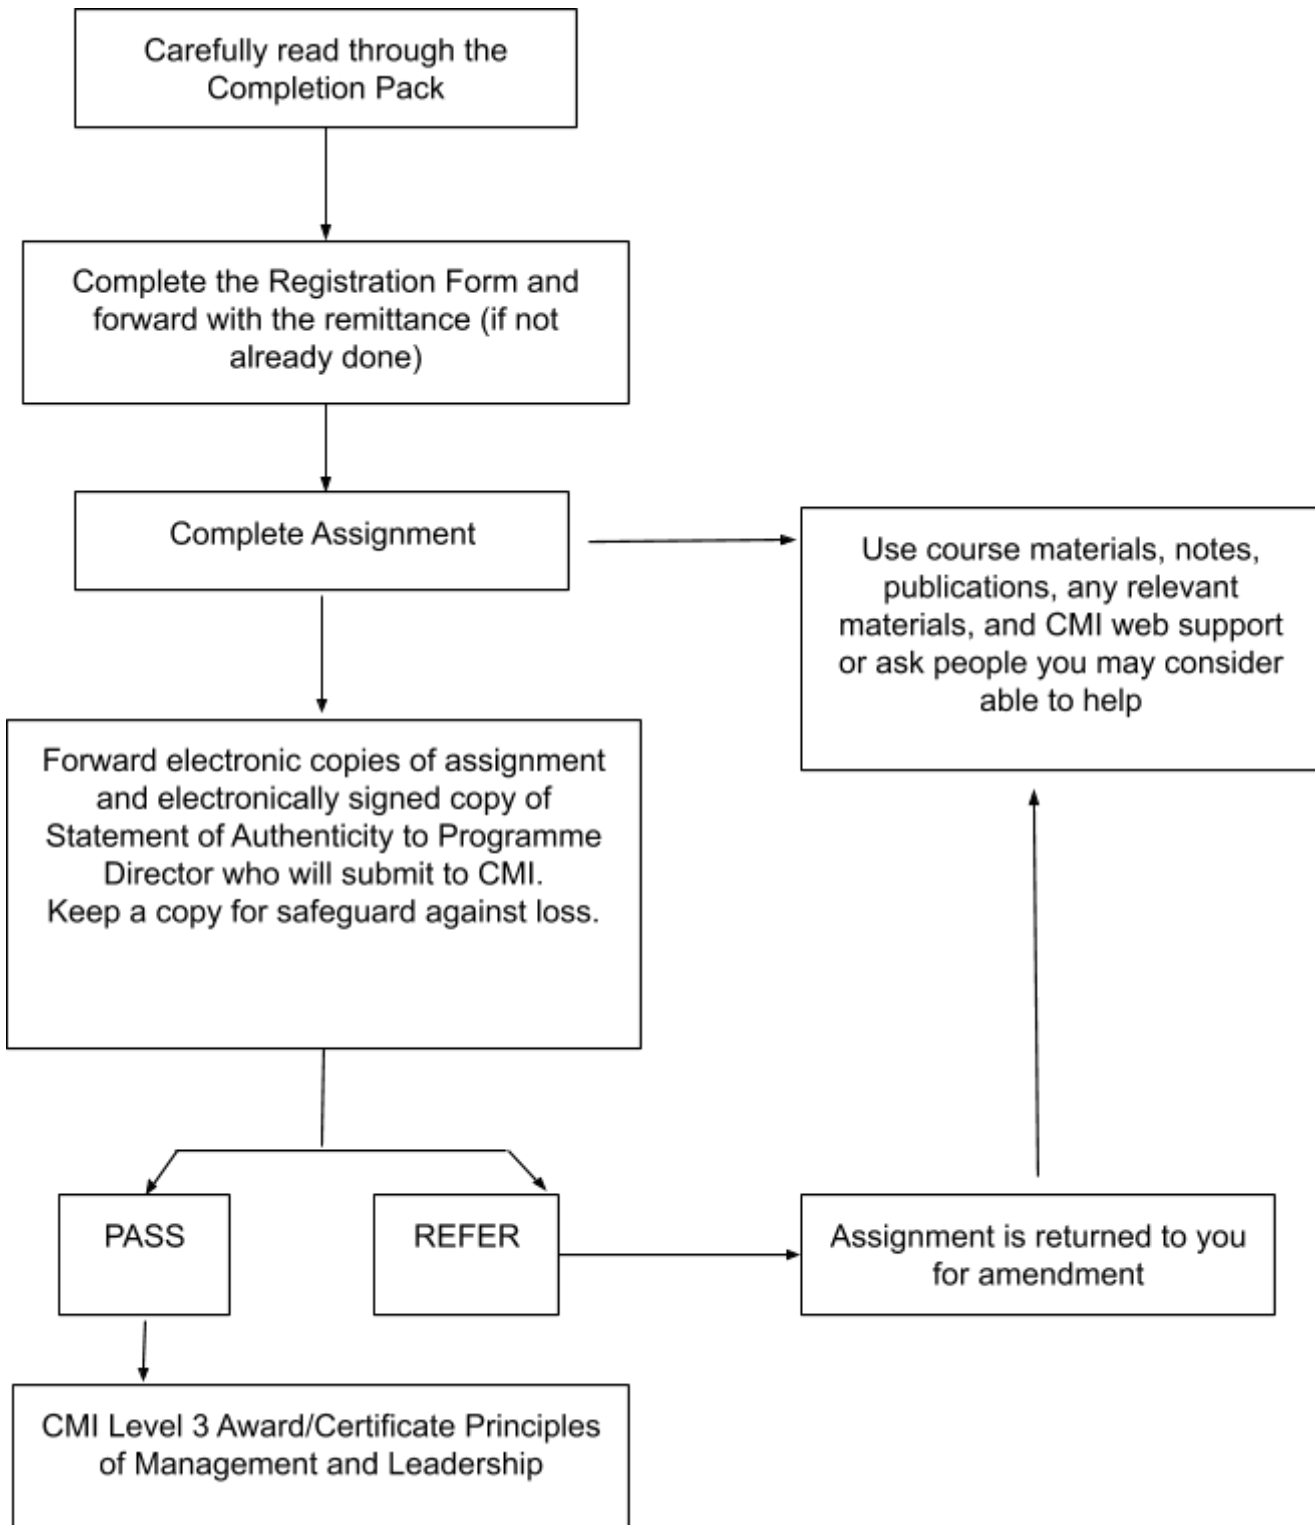 Carefully read through the
Completion Pack
Complete the Registration Form and
forward with the remittance (if not
already done)
Complete Assignment
Use course materials, notes,
publications, any relevant
materials, and CMI web support
or ask people you may consider
able to help
Forward electronic copies of assignment
and electronically signed copy of
Statement of Authenticity to Programme
Director who will submit to CMI.
Keep a copy for safeguard against loss.
PASS
REFER
Assignment is returned to you
for amendment
CMI Level 3 Award/Certificate Principles
of Management and Leadership